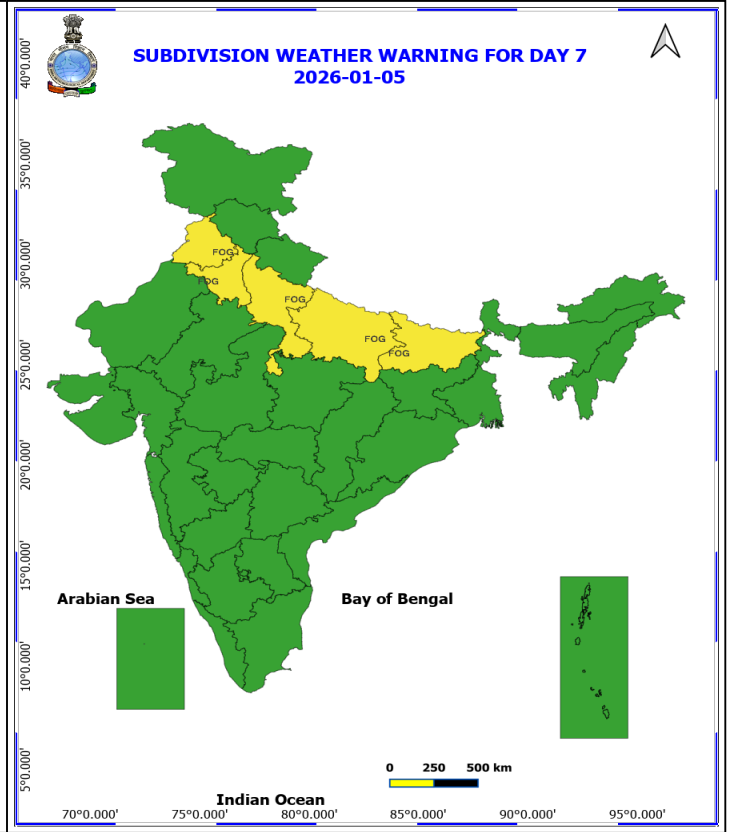 SUBDIVISION WEATHER WARNING FOR DAY 7
2026-01-05
40°0.000'
35°0.000'
30°0.000'
25°0.000'
20°0.000'
15°0.000'
10°0.000'
5°0.000'
FOG
FOG
FOG
FOG
FOG
Arabian Sea
Bay of Bengal
0 250 500 km
Indian Ocean
70°0.000' 75°0.000' 80°0.000' 85°0.000' 90°0.000' 95°0.000'